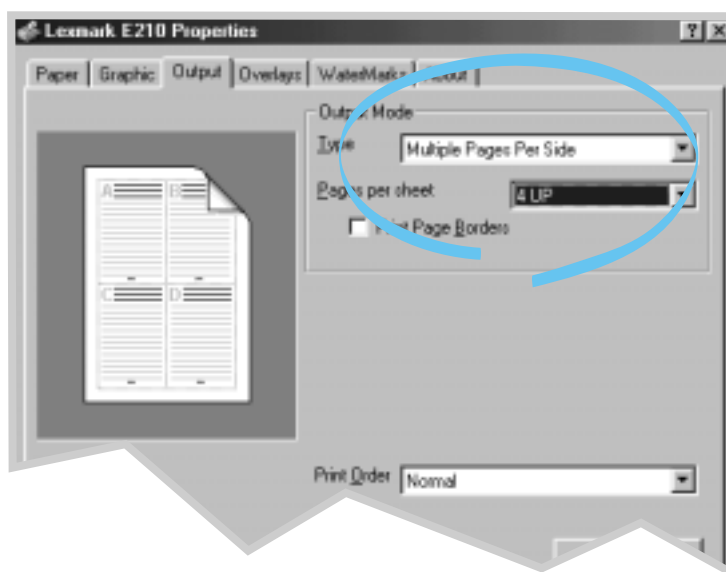 Lexmark E210 Properties
Paper Graphic Output Overlays WaterMarks About
Output Mode
Type Multiple Pages Per Side
Pages per sheet 4 UP
Print Page Borders
A B
C D
Print Order Normal